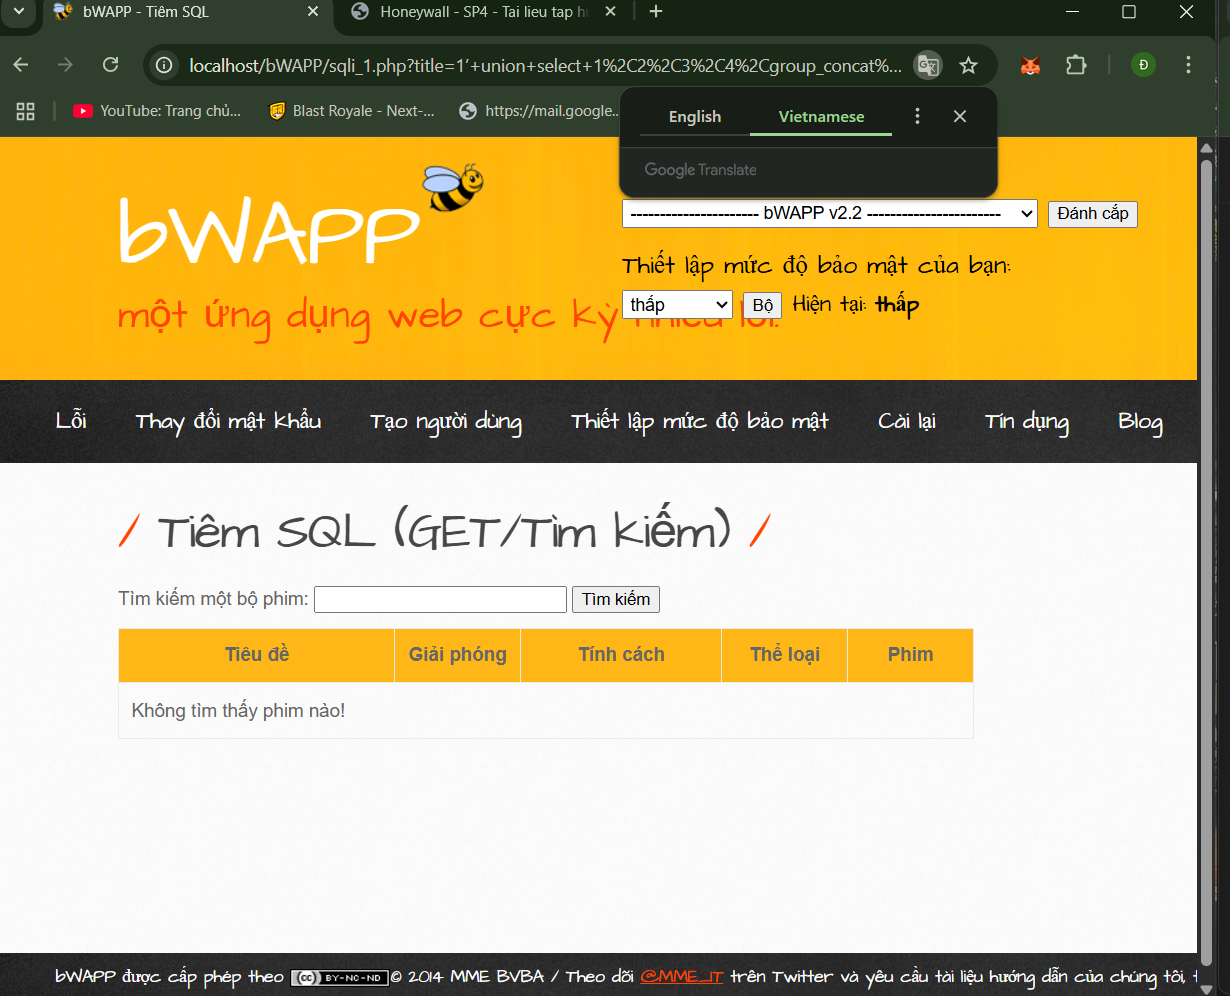 bWAPP - Tiêm SQL
Honeywall - SP4 - Tai lieu tap
localhost/bWAPP/sqli_1.php?title=1'+union+select+1%2C2%2C3%2C4%2Cgroup_concat%...
Đ
YouTube: Trang chủ...
Blast Royale - Next-...
https://mail.google...
English
Vietnamese
Google Translate
bWAPP
---------------------- bWAPP v2.2 -----------------------
Đánh cắp
Thiết lập mức độ bảo mật của bạn:
thấp
Bộ
Hiện tại: thấp
một ứng dụng web cực kỳ nhiều lỗi!
Lỗi
Thay đổi mật khẩu
Tạo người dùng
Thiết lập mức độ bảo mật
Cài lại
Tín dụng
Blog
/ Tiêm SQL (GET/Tìm kiếm) /
Tìm kiếm một bộ phim:
Tìm kiếm
Tiêu đề
Giải phóng
Tính cách
Thể loại
Phim
Không tìm thấy phim nào!
bWAPP được cấp phép theo (cc) BY-NC-ND © 2014 MME BVBA / Theo dõi @MME_IT trên Twitter và yêu cầu tài liệu hướng dẫn của chúng tôi,